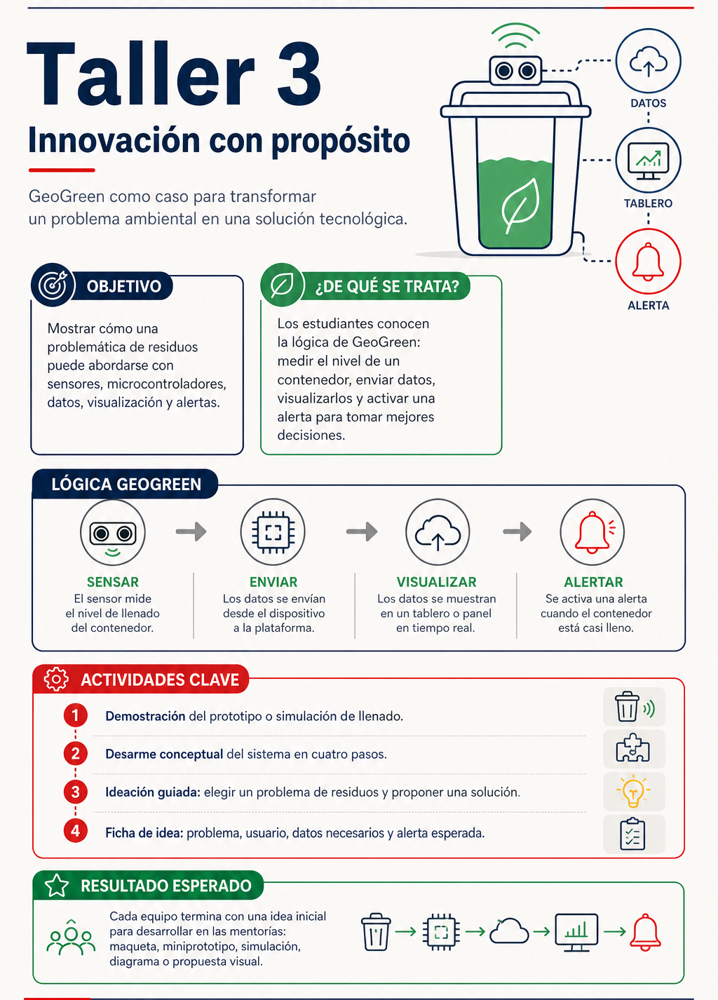 Taller 3
Innovación con propósito
GeoGreen como caso para transformar
un problema ambiental en una solución tecnológica.
DATOS
TABLERO
ALERTA
OBJETIVO
Mostrar cómo una
problemática de residuos
puede abordarse con
sensores, microcontroladores,
datos, visualización y alertas.
¿DE QUÉ SE TRATA?
Los estudiantes conocen
la lógica de GeoGreen:
medir el nivel de un
contenedor, enviar datos,
visualizarlos y activar una
alerta para tomar mejores
decisiones.
LÓGICA GEOGREEN
SENSAR
El sensor mide
el nivel de llenado
del contenedor.
ENVIAR
Los datos se envían
desde el dispositivo
a la plataforma.
VISUALIZAR
Los datos se muestran
en un tablero o panel
en tiempo real.
ALERTAR
Se activa una alerta
cuando el contenedor
está casi lleno.
ACTIVIDADES CLAVE
1 Demostración del prototipo o simulación de llenado.
2 Desarme conceptual del sistema en cuatro pasos.
3 Ideación guiada: elegir un problema de residuos y proponer una solución.
4 Ficha de idea: problema, usuario, datos necesarios y alerta esperada.
RESULTADO ESPERADO
Cada equipo termina con una idea inicial
para desarrollar en las mentorías:
maqueta, miniprototipo, simulación,
diagrama o propuesta visual.